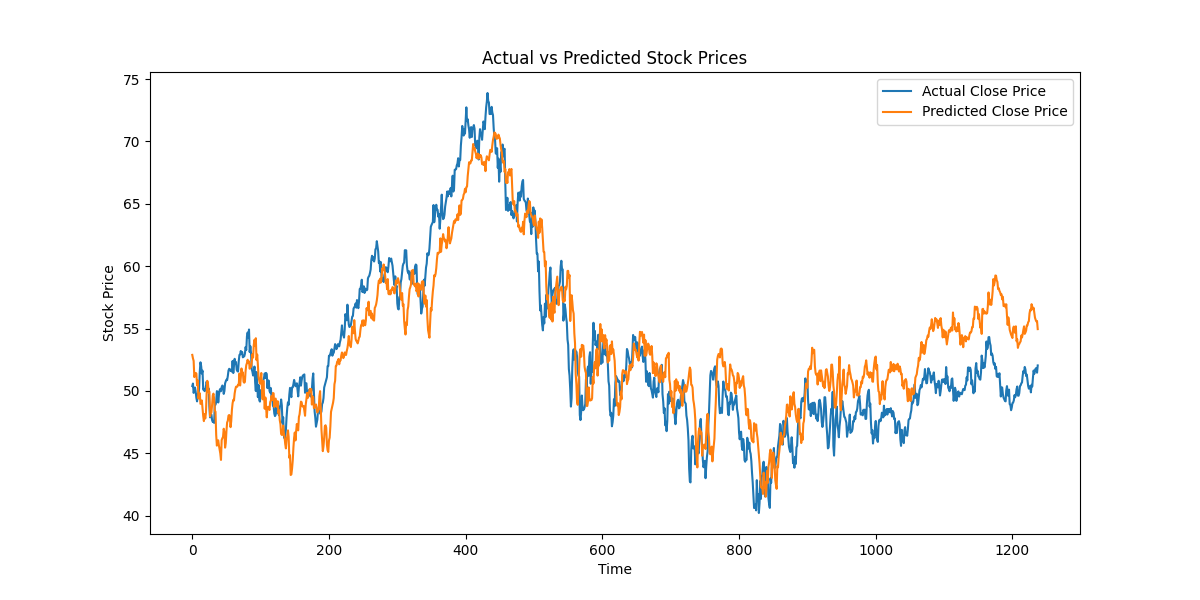 Actual vs Predicted Stock Prices
Actual Close Price
Predicted Close Price
75
70
65
60
55
50
45
40
Stock Price
0 200 400 600 800 1000 1200
Time